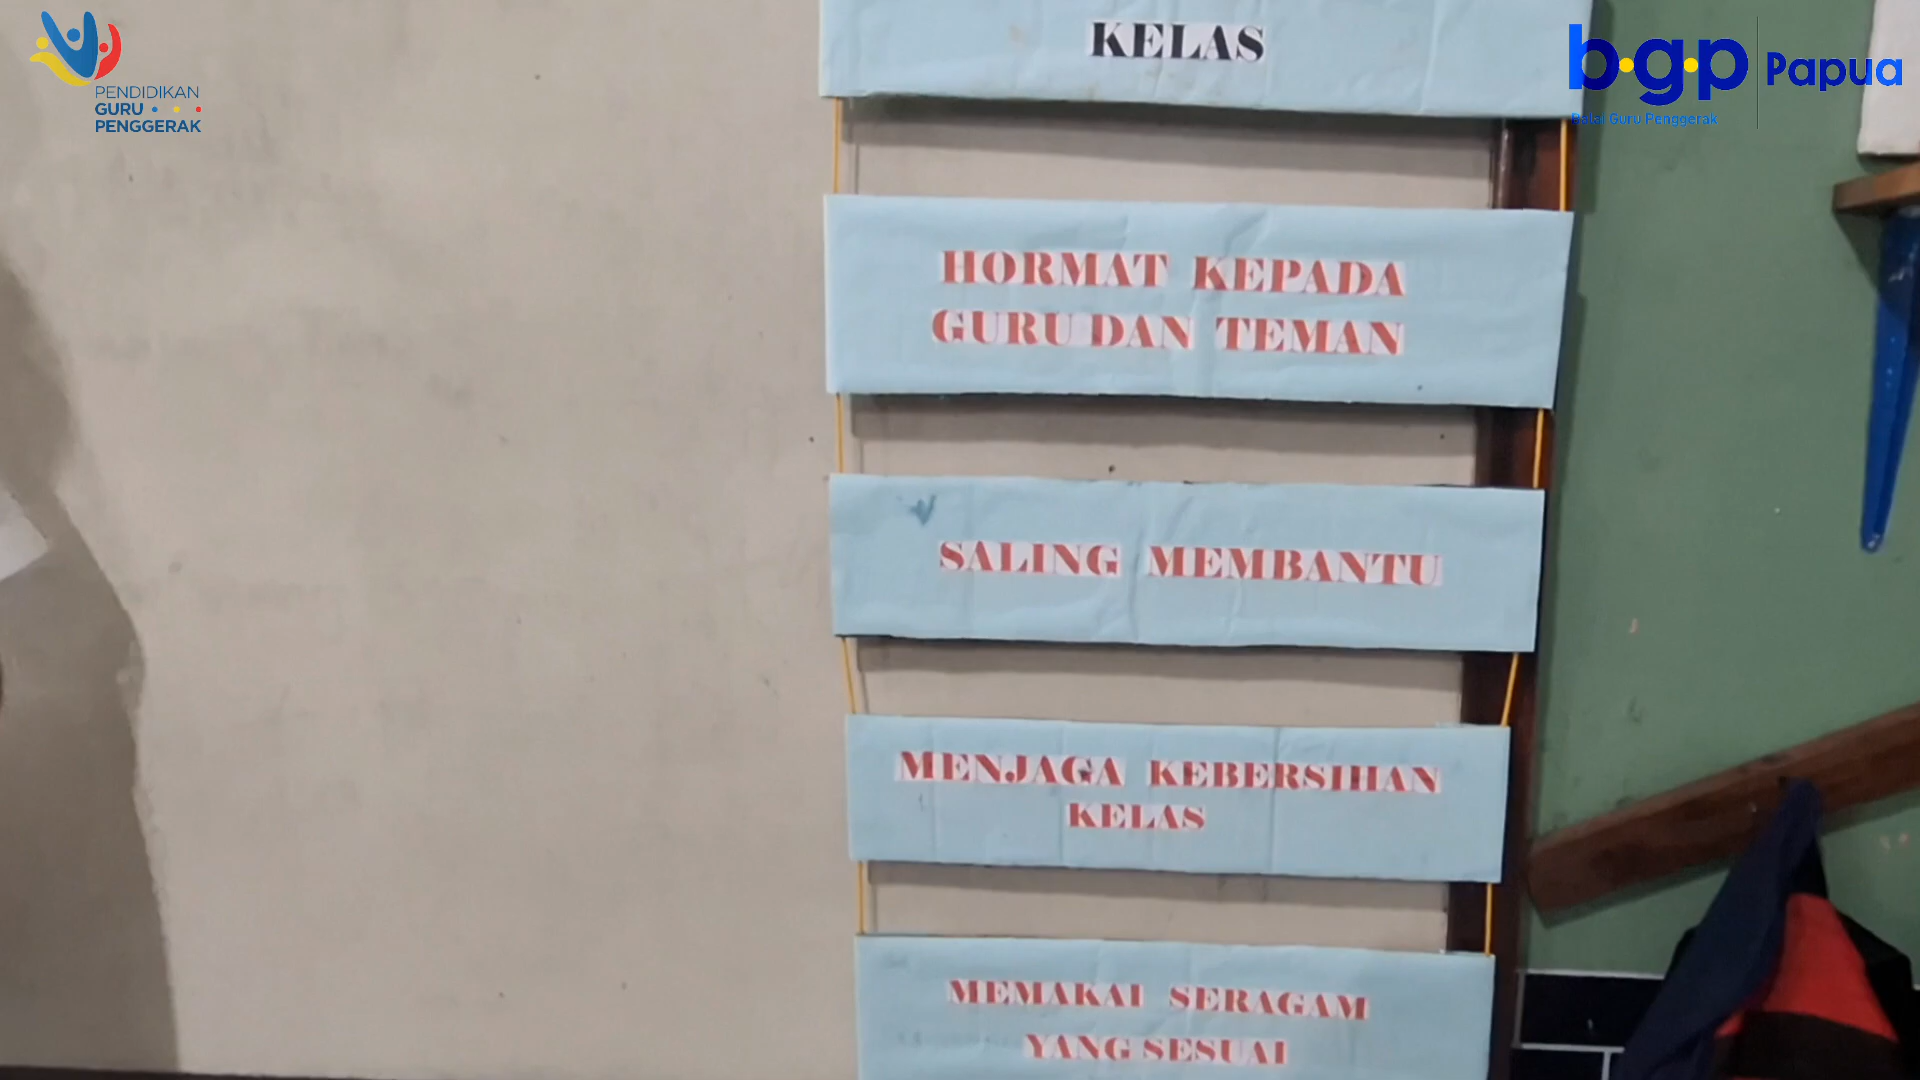 PENDIDIKAN
GURU
PENGGERAK
b.g.p Papua
Balai Guru Penggerak
KELAS
HORMAT KEPADA
GURU DAN TEMAN
SALING MEMBANTU
MENJAGA KEBERSIHAN
KELAS
MEMAKAI SERAGAM
YANG SESUAI